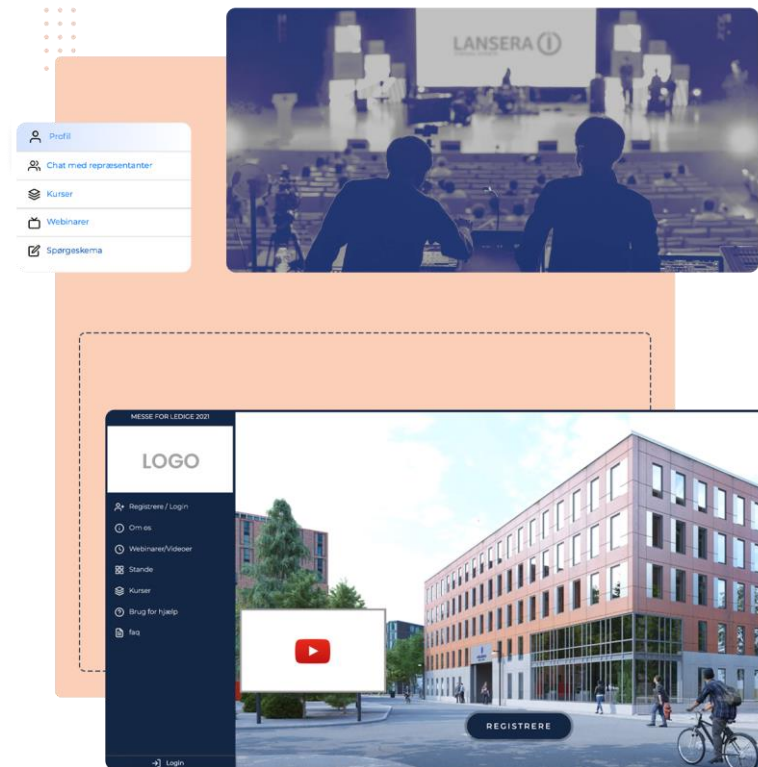 LANSERA
Profil
Chat med repræsentanter
Kurser
Webinarer
Spørgeskema
MESSE FOR LEDIGE 2021
LOGO
Registrere / Login
Om os
Webinarer/Videoer
Stande
Kurser
Brug for hjælp
faq
REGISTRERE
Login